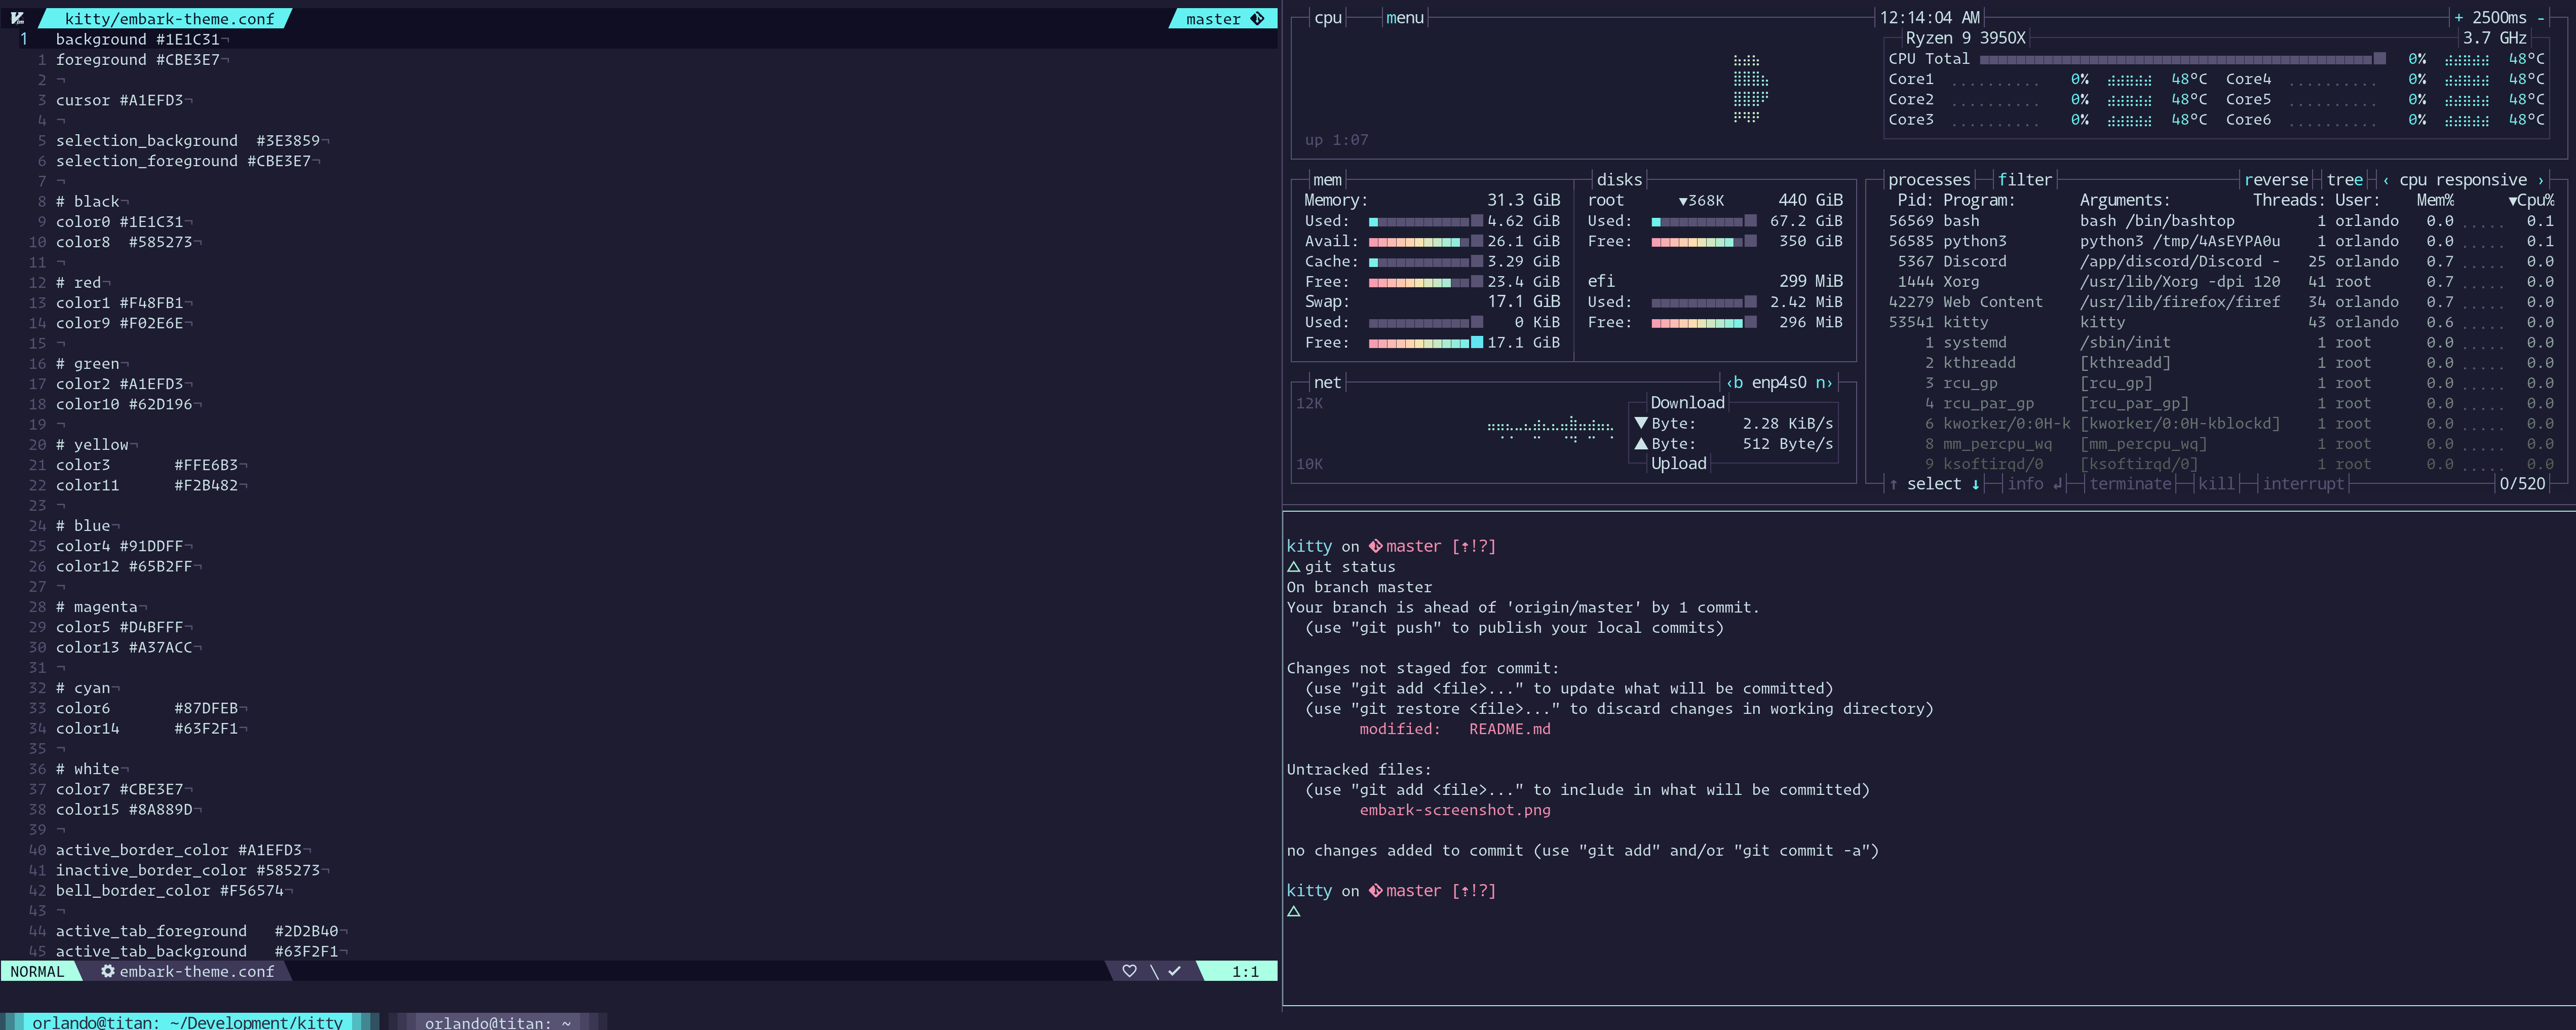 kitty/embark-theme.conf master
1 background #1E1C31¬
1 foreground #CBE3E7¬
2 ¬
3 cursor #A1EFD3¬
4 ¬
5 selection_background  #3E3859¬
6 selection_foreground #CBE3E7¬
7 ¬
8 # black¬
9 color0 #1E1C31¬
10 color8  #585273¬
11 ¬
12 # red¬
13 color1 #F48FB1¬
14 color9 #F02E6E¬
15 ¬
16 # green¬
17 color2 #A1EFD3¬
18 color10 #62D196¬
19 ¬
20 # yellow¬
21 color3      #FFE6B3¬
22 color11      #F2B482¬
23 ¬
24 # blue¬
25 color4 #91DDFF¬
26 color12 #65B2FF¬
27 ¬
28 # magenta¬
29 color5 #D4BFFF¬
30 color13 #A37ACC¬
31 ¬
32 # cyan¬
33 color6       #87DFEB¬
34 color14      #63F2F1¬
35 ¬
36 # white¬
37 color7 #CBE3E7¬
38 color15 #8A889D¬
39 ¬
40 active_border_color #A1EFD3¬
41 inactive_border_color #585273¬
42 bell_border_color #F56574¬
43 ¬
44 active_tab_foreground   #2D2B40¬
45 active_tab_background   #63F2F1¬
NORMAL embark-theme.conf 1:1
orlando@titan: ~/Development/kitty orlando@titan: ~
cpu menu 12:14:04 AM + 2500ms -
Ryzen 9 3950X 3.7 GHz
CPU Total 0% 48°C
Core1 0% 48°C Core4 0% 48°C
Core2 0% 48°C Core5 0% 48°C
Core3 0% 48°C Core6 0% 48°C
up 1:07
mem
Memory: 31.3 GiB
Used: 4.62 GiB
Avail: 26.1 GiB
Cache: 3.29 GiB
Free: 23.4 GiB
Swap: 17.1 GiB
Used: 0 KiB
Free: 17.1 GiB
disks
root ▼368K 440 GiB
Used: 67.2 GiB
Free: 350 GiB
efi 299 MiB
Used: 2.42 MiB
Free: 296 MiB
net ‹b enp4s0 n›
12K
Download
▼ Byte: 2.28 KiB/s
▲ Byte: 512 Byte/s
Upload
10K
processes filter reverse tree ‹ cpu responsive ›
Pid: Program: Arguments: Threads: User: Mem% ▼Cpu%
56569 bash bash /bin/bashtop 1 orlando 0.0 0.1
56585 python3 python3 /tmp/4AsEYPA0u 1 orlando 0.0 0.1
5367 Discord /app/discord/Discord - 25 orlando 0.7 0.0
1444 Xorg /usr/lib/Xorg -dpi 120 41 root 0.7 0.0
42279 Web Content /usr/lib/firefox/firef 34 orlando 0.7 0.0
53541 kitty kitty 43 orlando 0.6 0.0
1 systemd /sbin/init 1 root 0.0 0.0
2 kthreadd [kthreadd] 1 root 0.0 0.0
3 rcu_gp [rcu_gp] 1 root 0.0 0.0
4 rcu_par_gp [rcu_par_gp] 1 root 0.0 0.0
6 kworker/0:0H-k [kworker/0:0H-kblockd] 1 root 0.0 0.0
8 mm_percpu_wq [mm_percpu_wq] 1 root 0.0 0.0
9 ksoftirqd/0 [ksoftirqd/0] 1 root 0.0 0.0
↑ select ↓ info ↲ terminate kill interrupt 0/520
kitty on master [⇡!?]
△ git status
On branch master
Your branch is ahead of 'origin/master' by 1 commit.
(use "git push" to publish your local commits)
Changes not staged for commit:
(use "git add <file>..." to update what will be committed)
(use "git restore <file>..." to discard changes in working directory)
modified:   README.md
Untracked files:
(use "git add <file>..." to include in what will be committed)
embark-screenshot.png
no changes added to commit (use "git add" and/or "git commit -a")
kitty on master [⇡!?]
△